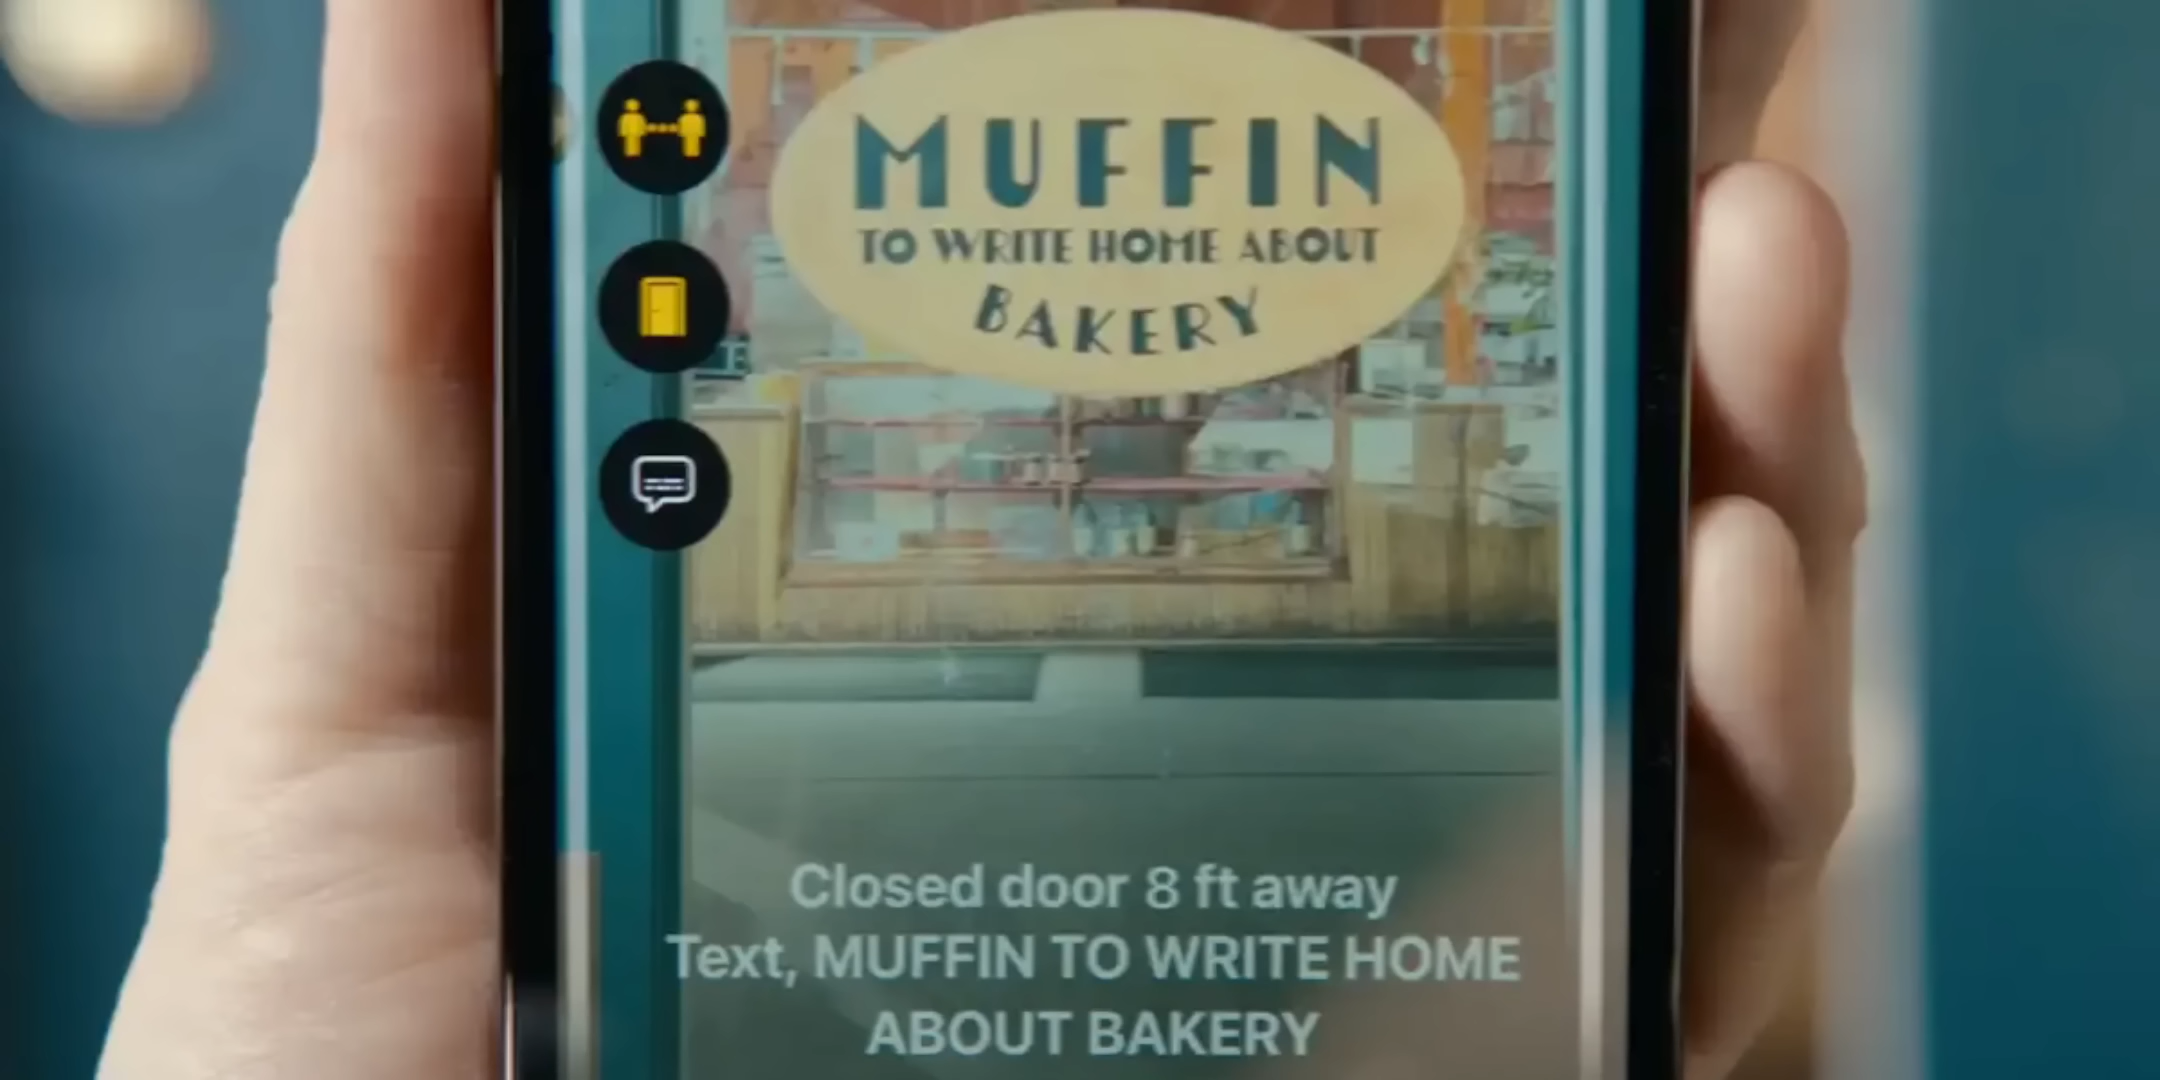 MUFFIN
TO WRITE HOME ABOUT
BAKERY
Closed door 8 ft away
Text, MUFFIN TO WRITE HOME
ABOUT BAKERY